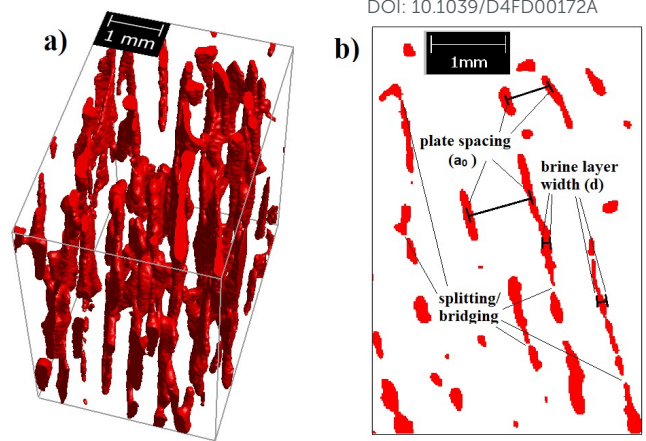 DOI: 10.1039/D4FD00172A
a)
1 mm
b)
1mm
plate spacing
(a₀ )
brine layer
width (d)
splitting/
bridging